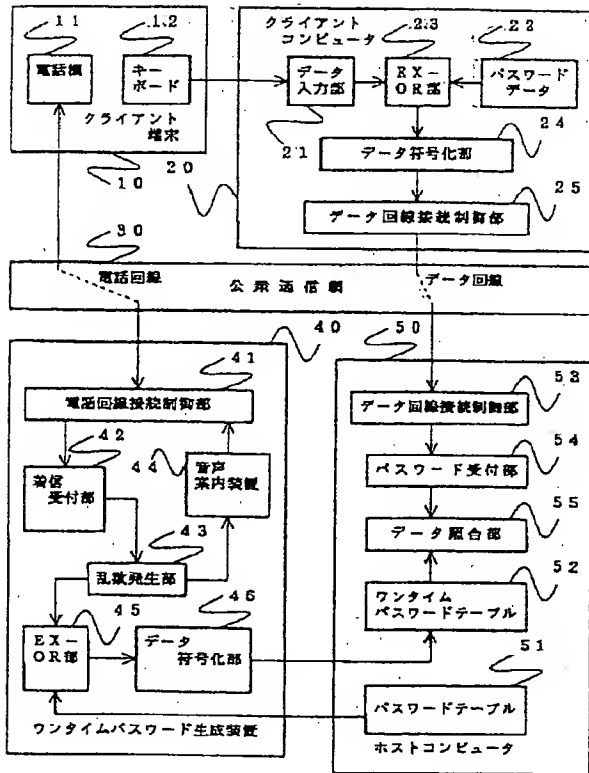 11
電話機
12
キー
ボード
クライアント
端末
10
クライアント
コンピュータ
23
22
データ
入力部
EX-
OR部
パスワード
データ
21
24
データ符号化部
20
25
データ回線接続制御部
30
電話回線
公衆通信網
データ回線
40
50
41
電話回線接続制御部
42
着信
受付部
44
音声
案内装置
43
乱数発生部
45
46
EX-
OR部
データ
符号化部
ワンタイムパスワード生成装置
53
データ回線接続制御部
54
パスワード受付部
55
データ照合部
52
ワンタイム
パスワードテーブル
51
パスワードテーブル
ホストコンピュータ